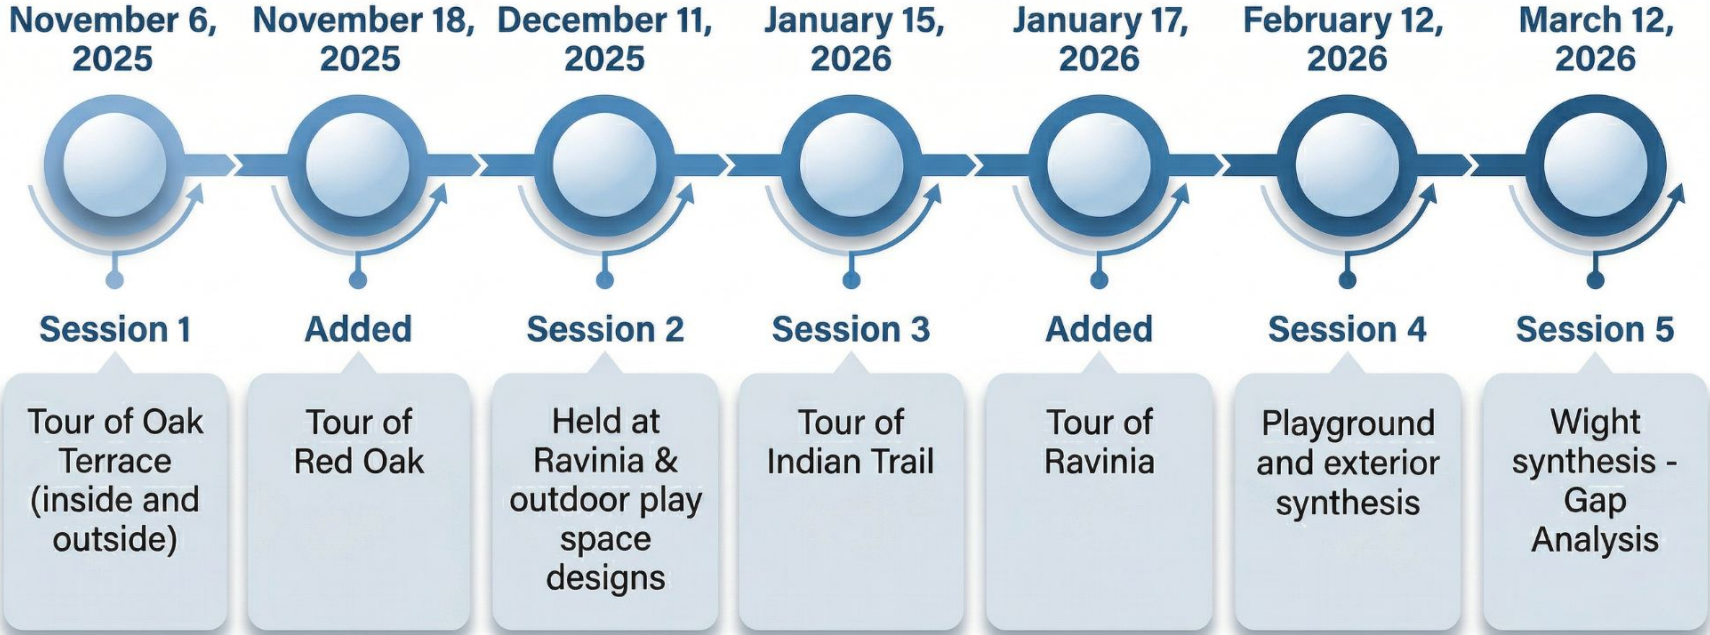 November 6,
2025
November 18,
2025
December 11,
2025
January 15,
2026
January 17,
2026
February 12,
2026
March 12,
2026
Session 1
Added
Session 2
Session 3
Added
Session 4
Session 5
Tour of Oak
Terrace
(inside and
outside)
Tour of
Red Oak
Held at
Ravinia &
outdoor play
space
designs
Tour of
Indian Trail
Tour of
Ravinia
Playground
and exterior
synthesis
Wight
synthesis -
Gap
Analysis